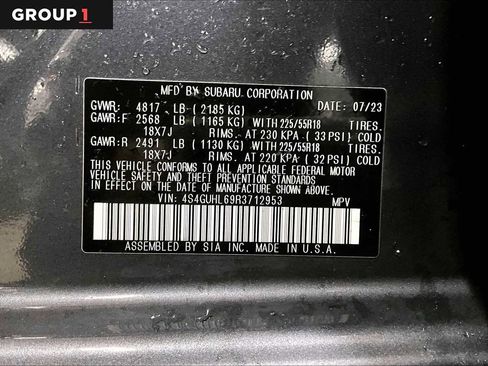 GROUP 1
MFD BY SUBARU CORPORATION
GVWR: 4817 LB ( 2185 KG) DATE: 07/23
GAWR:F 2568 LB ( 1165 KG) WITH 225/55R18 TIRES.
18X7J RIMS. AT 230 KPA ( 33 PSI) COLD
GAWR:R 2491 LB ( 1130 KG) WITH 225/55R18 TIRES.
18X7J RIMS. AT 220 KPA ( 32 PSI) COLD
THIS VEHICLE CONFORMS TO ALL APPLICABLE FEDERAL MOTOR
VEHICLE SAFETY AND THEFT PREVENTION STANDARDS
IN EFFECT ON THE DATE OF MANUFACTURE SHOWN ABOVE.
VIN: 4S4GUHL69R3712953 MPV
ASSEMBLED BY SIA INC. MADE IN U.S.A.